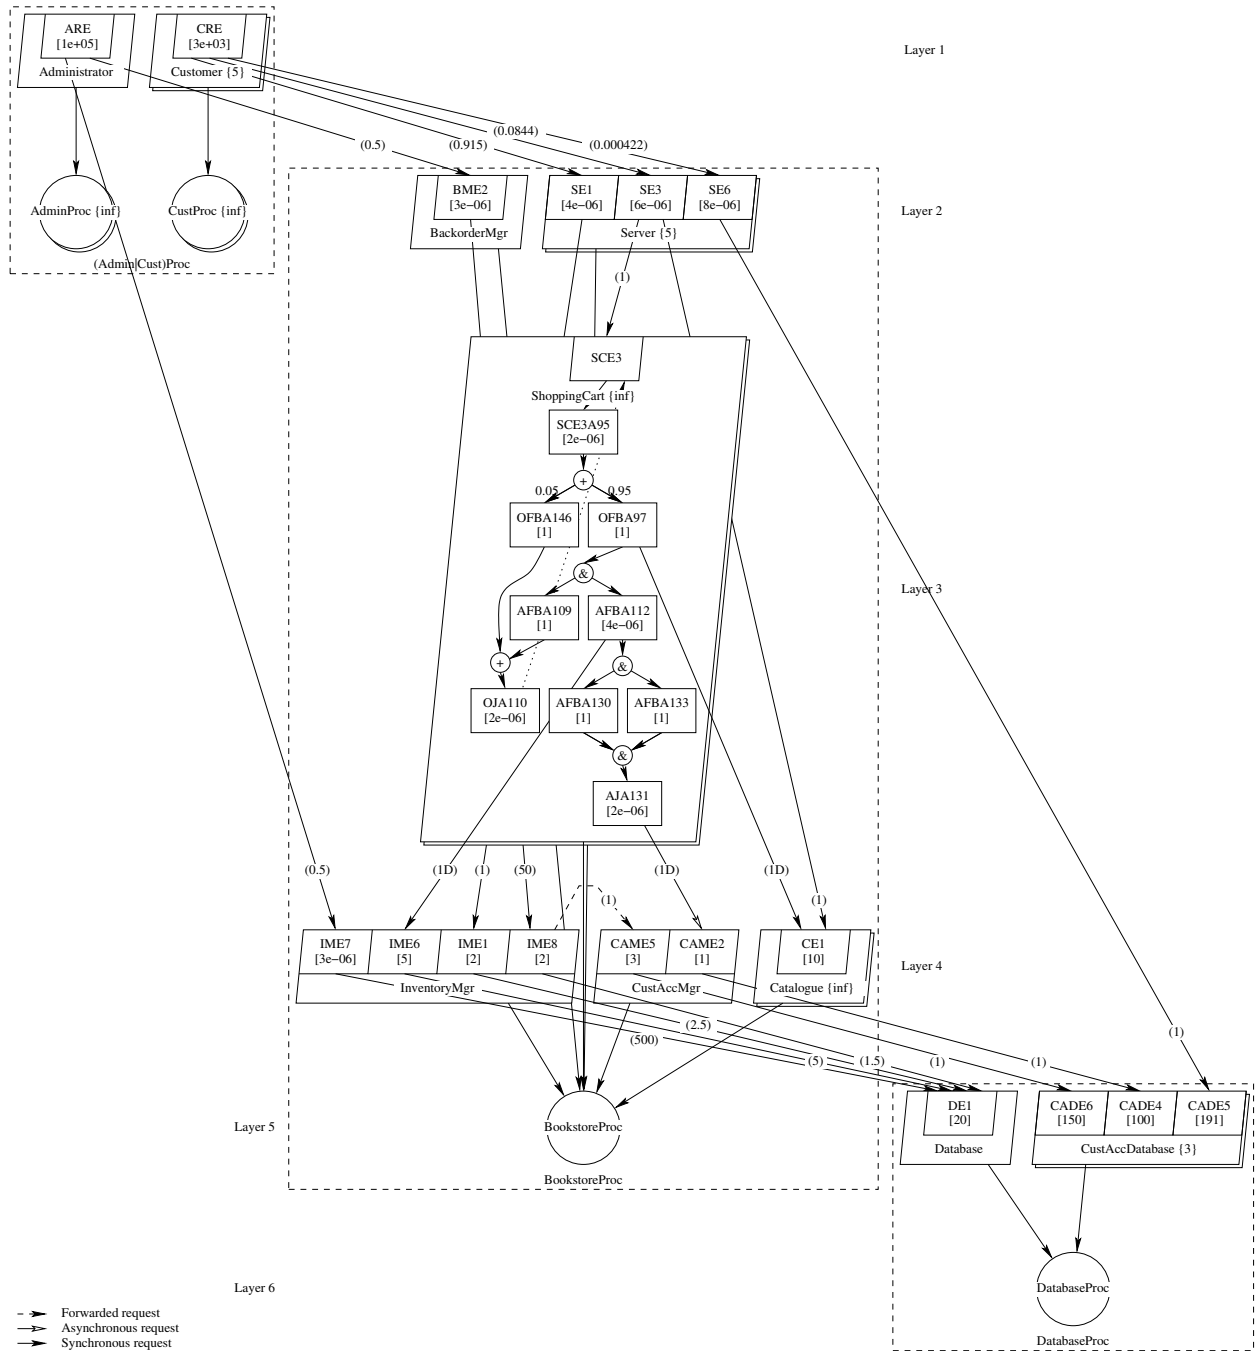 ARE
[1e+05]
Administrator
CRE
[3e+03]
Customer {5}
Layer 1
(0.5)
(0.915)
(0.0844)
(0.000422)
AdminProc {inf}
CustProc {inf}
(Admin|Cust)Proc
BME2
[3e−06]
BackorderMgr
SE1
[4e−06]
SE3
[6e−06]
SE6
[8e−06]
Server {5}
Layer 2
(1)
SCE3
ShoppingCart {inf}
SCE3A95
[2e−06]
+
0.05
0.95
OFBA146
[1]
OFBA97
[1]
&
Layer 3
AFBA109
[1]
AFBA112
[4e−06]
+
&
OJA110
[2e−06]
AFBA130
[1]
AFBA133
[1]
&
AJA131
[2e−06]
(0.5)
(1D)
(1)
(50)
(1)
(1D)
(1D)
(1)
IME7
[3e−06]
IME6
[5]
IME1
[2]
IME8
[2]
InventoryMgr
CAME5
[3]
CAME2
[1]
CustAccMgr
CE1
[10]
Catalogue {inf}
Layer 4
(500)
(2.5)
(5)
(1.5)
(1)
(1)
(1)
Layer 5
BookstoreProc
BookstoreProc
DE1
[20]
Database
CADE6
[150]
CADE4
[100]
CADE5
[191]
CustAccDatabase {3}
Layer 6
DatabaseProc
DatabaseProc
Forwarded request
Asynchronous request
Synchronous request